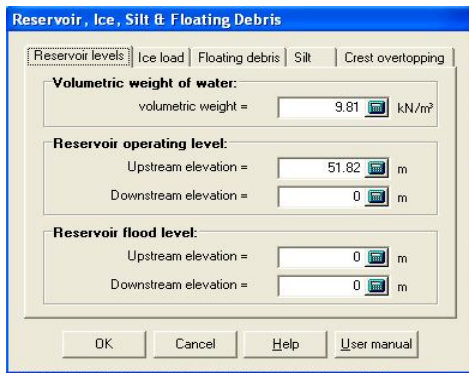 Reservoir, Ice, Silt & Floating Debris
Reservoir levels Ice load Floating debris Silt Crest overtopping
Volumetric weight of water:
volumetric weight = 9.81 kN/m³
Reservoir operating level:
Upstream elevation = 51.82 m
Downstream elevation = 0 m
Reservoir flood level:
Upstream elevation = 0 m
Downstream elevation = 0 m
OK Cancel Help User manual